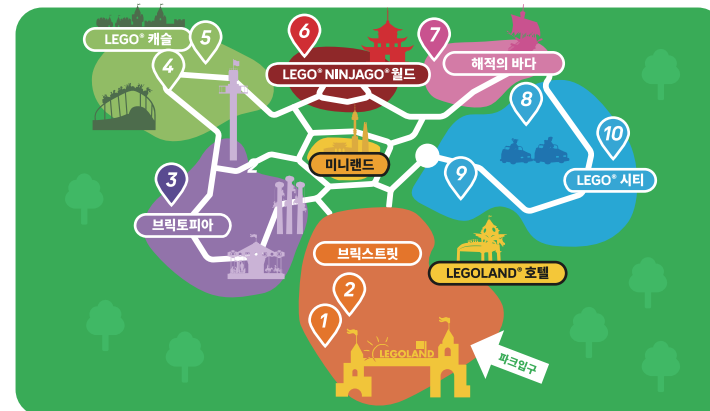 6
7
5
LEGO® 캐슬
해적의 바다
4
LEGO® NINJAGO® 월드
8
10
미니랜드
2
3
9
LEGO® 시티
브릭토피아
브릭스트릿
LEGOLAND® 호텔
2
1
LEGOLAND
파크입구